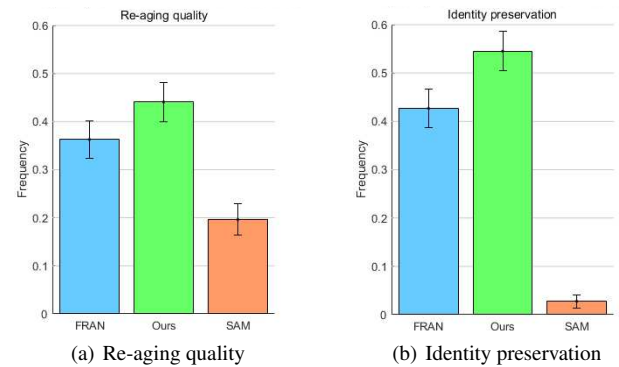 Re-aging quality
0.6
0.5
0.4
0.3
0.2
0.1
0
Frequency
FRAN Ours SAM
(a) Re-aging quality
Identity preservation
0.6
0.5
0.4
0.3
0.2
0.1
0
Frequency
FRAN Ours SAM
(b) Identity preservation